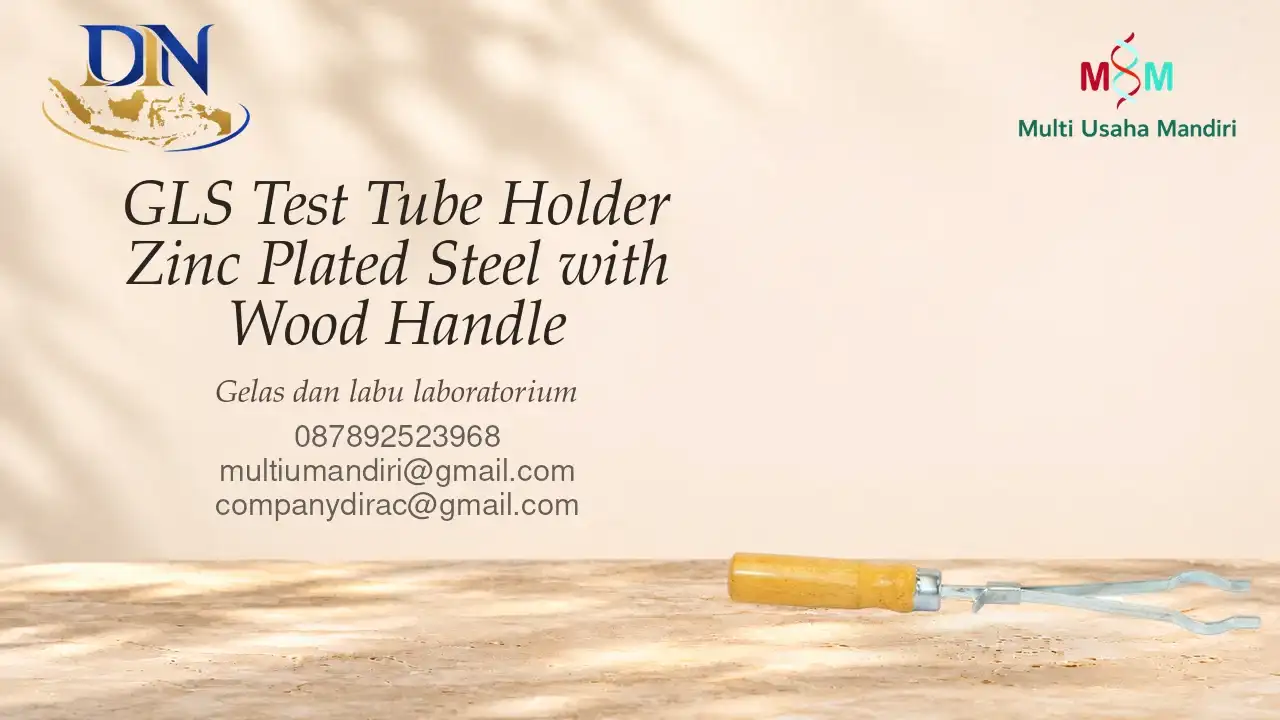 DIN
M M
Multi Usaha Mandiri
GLS Test Tube Holder
Zinc Plated Steel with
Wood Handle
Gelas dan labu laboratorium
087892523968
multiumandiri@gmail.com
companydirac@gmail.com